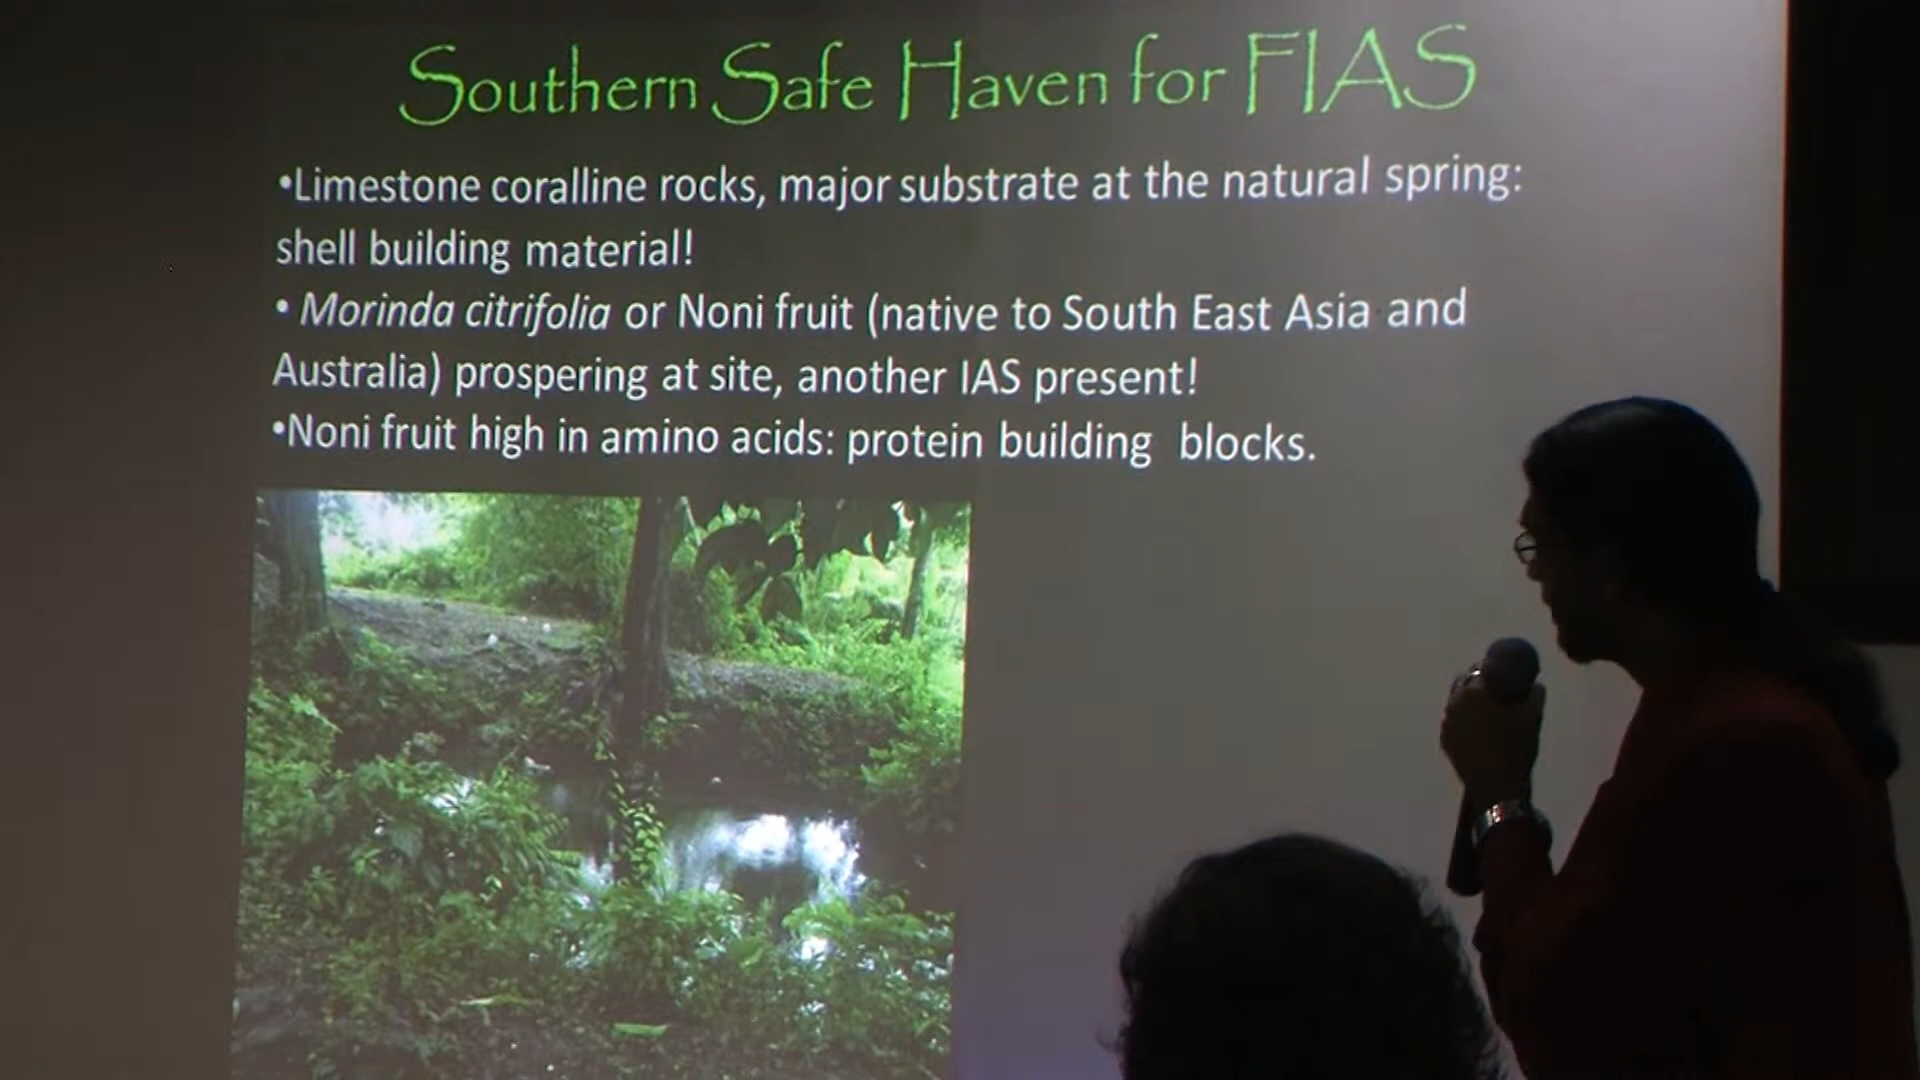 Southern Safe Haven for FIAS
•Limestone coralline rocks, major substrate at the natural spring:
shell building material!
• Morinda citrifolia or Noni fruit (native to South East Asia and
Australia) prospering at site, another IAS present!
•Noni fruit high in amino acids: protein building blocks.